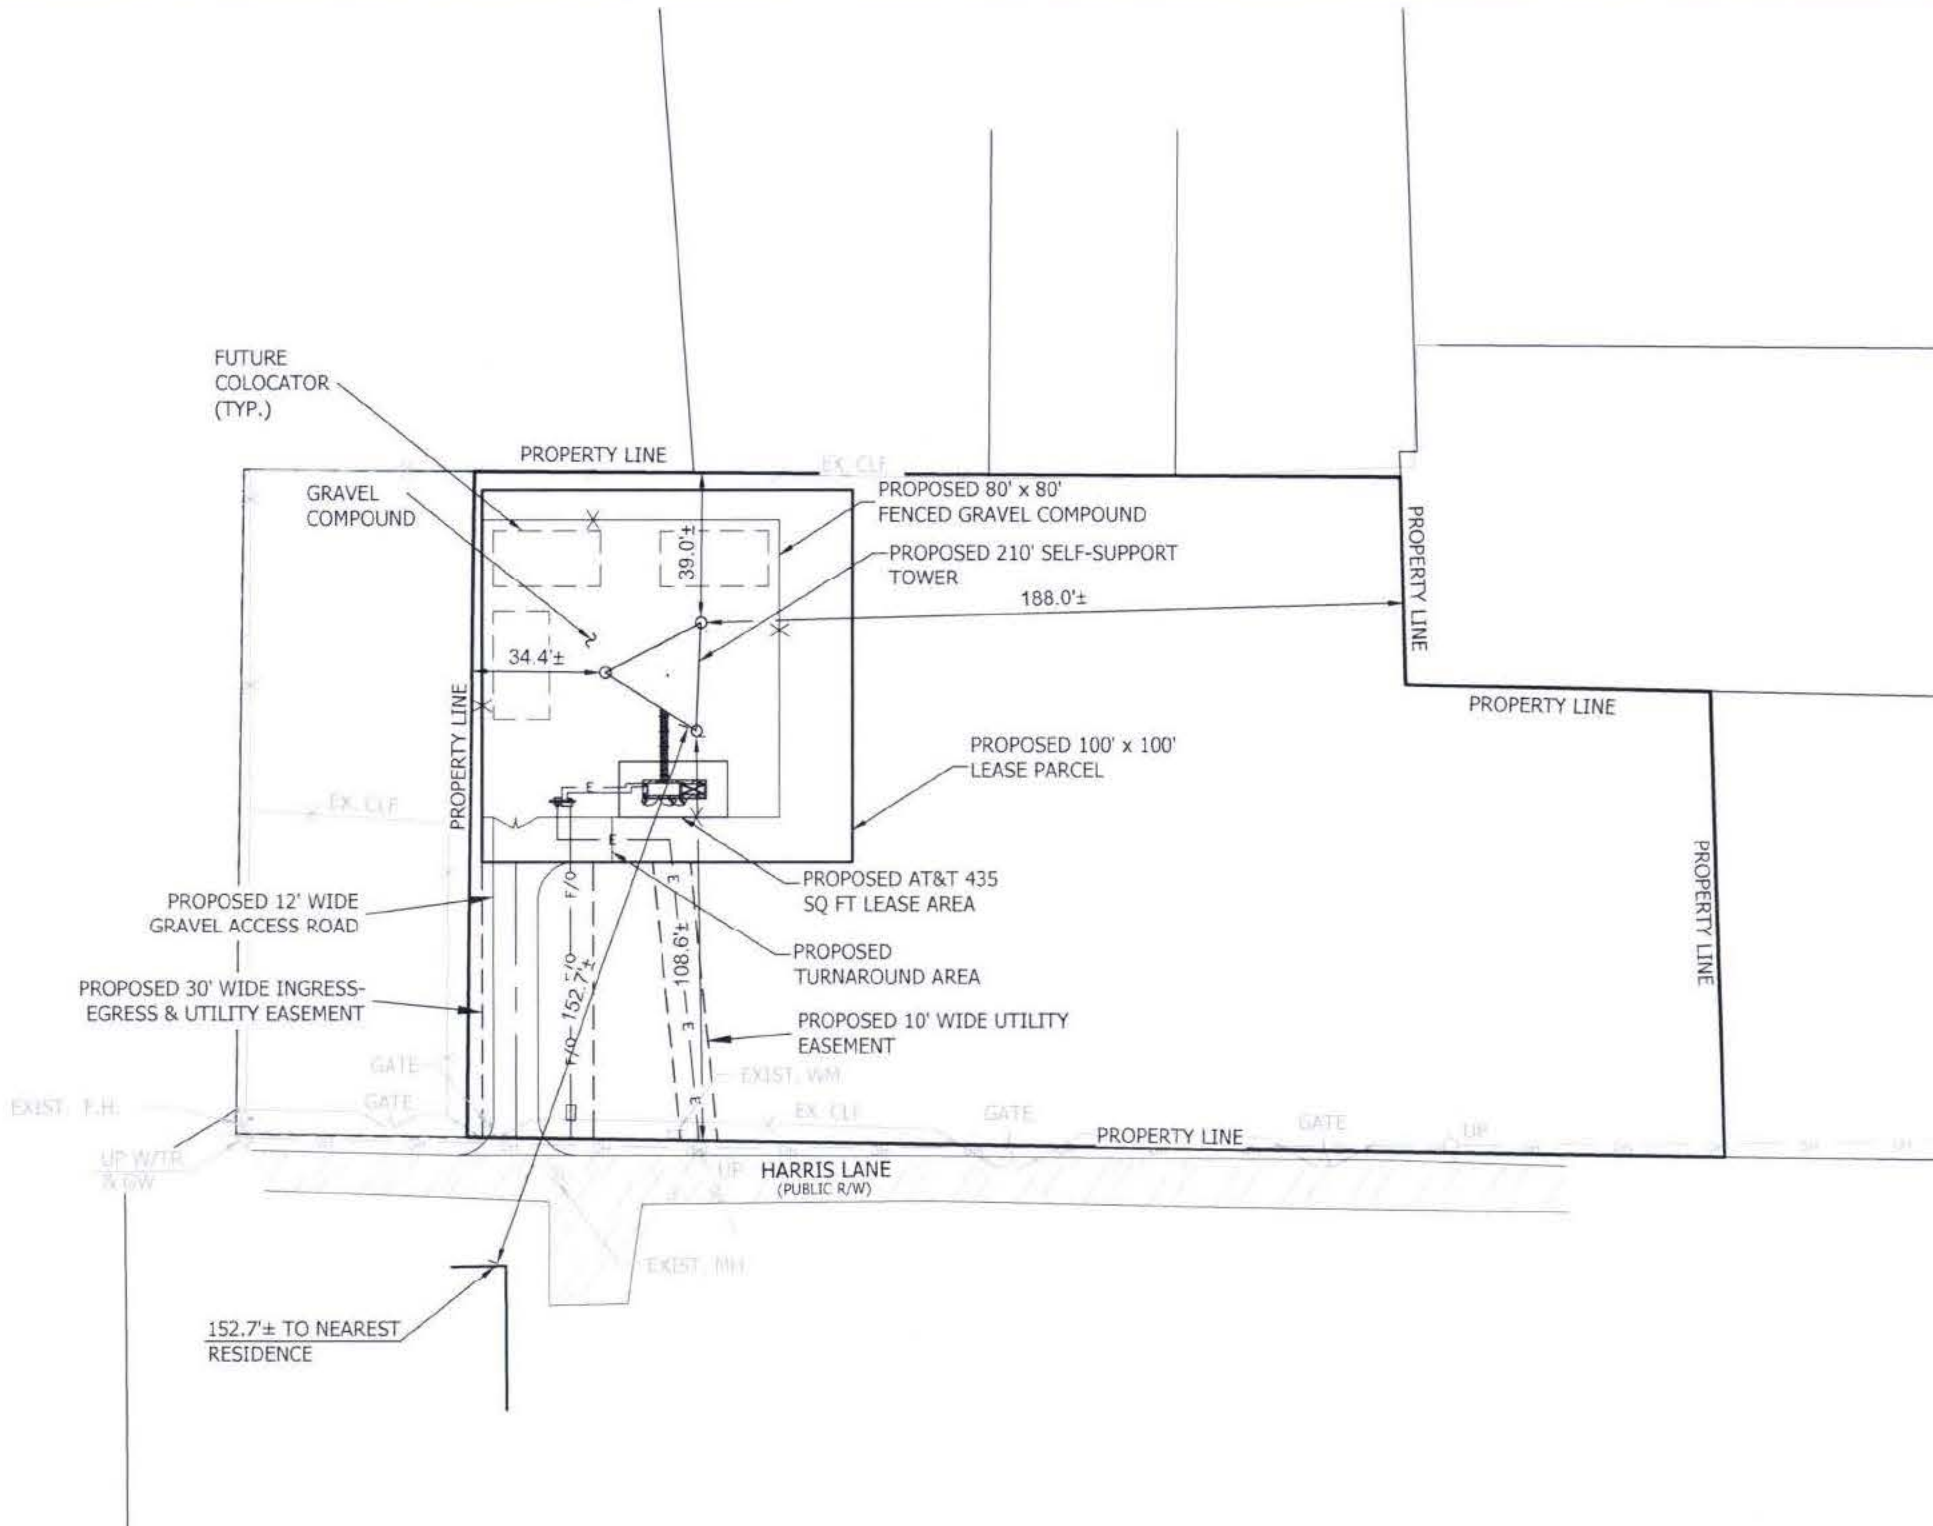 FUTURE
COLOCATOR
(TYP.)
PROPERTY LINE
EX. CLF
GRAVEL
COMPOUND
PROPOSED 80' x 80'
FENCED GRAVEL COMPOUND
39.0'±
PROPOSED 210' SELF-SUPPORT
TOWER
188.0'±
PROPERTY LINE
34.4'±
PROPERTY LINE
PROPERTY LINE
PROPOSED 100' x 100'
LEASE PARCEL
EX. CLF
E
E
PROPERTY LINE
PROPOSED AT&T 435
SQ FT LEASE AREA
PROPOSED 12' WIDE
GRAVEL ACCESS ROAD
F/O
E
108.6'±
PROPOSED
TURNAROUND AREA
F/O
152.7'±
PROPOSED 30' WIDE INGRESS-
EGRESS & UTILITY EASEMENT
E
PROPOSED 10' WIDE UTILITY
EASEMENT
F/O
GATE
EXIST. WM
GATE
E
EXIST. F.H.
EX. CLF
GATE
GATE
UP
PROPERTY LINE
UP W/TR
& GW
UP
HARRIS LANE
(PUBLIC R/W)
EXIST. MH
152.7'± TO NEAREST
RESIDENCE